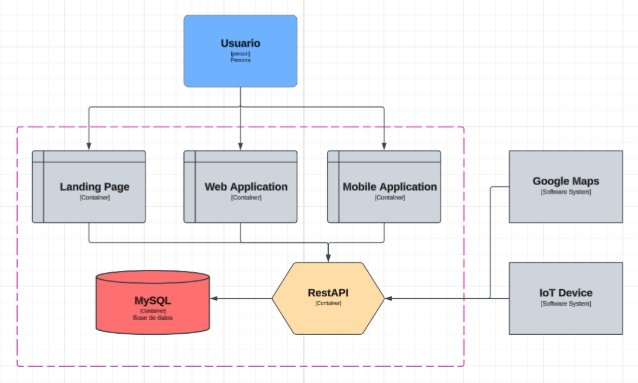 Usuario
[person]
Persona
Landing Page
[Container]
Web Application
[Container]
Mobile Application
[Container]
Google Maps
[Software System]
MySQL
[Container]
Base de datos
RestAPI
[Container]
IoT Device
[Software System]